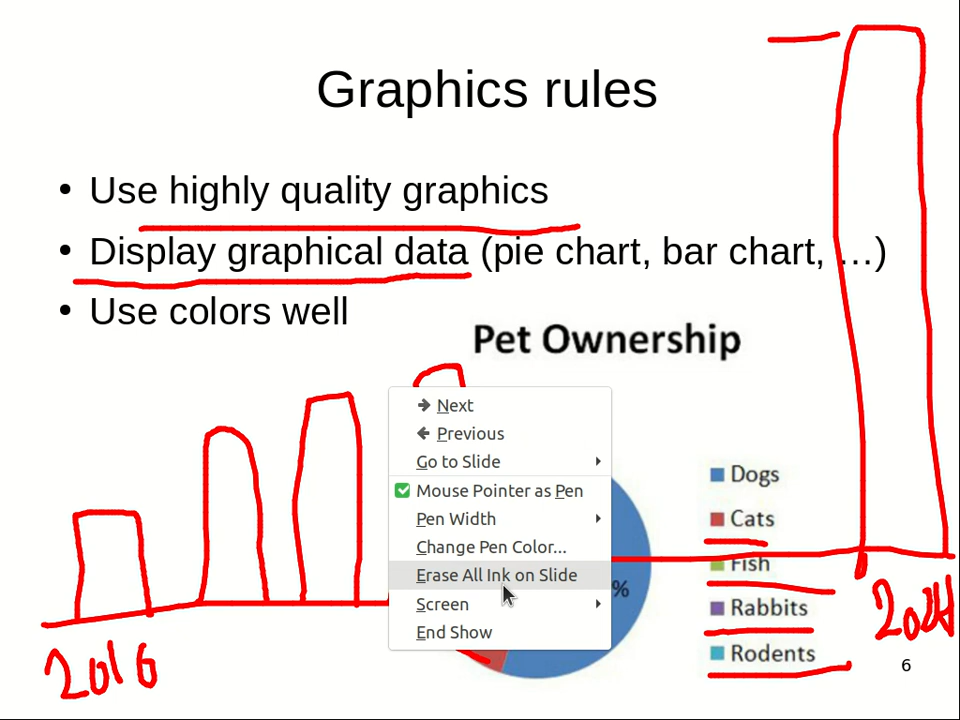 Graphics rules
• Use highly quality graphics
• Display graphical data (pie chart, bar chart, …)
• Use colors well
Pet Ownership
Next
Previous
Go to Slide
Mouse Pointer as Pen
Pen Width
Change Pen Color...
Erase All Ink on Slide
Screen
End Show
%
Dogs
Cats
Fish
Rabbits
Rodents
2016
6